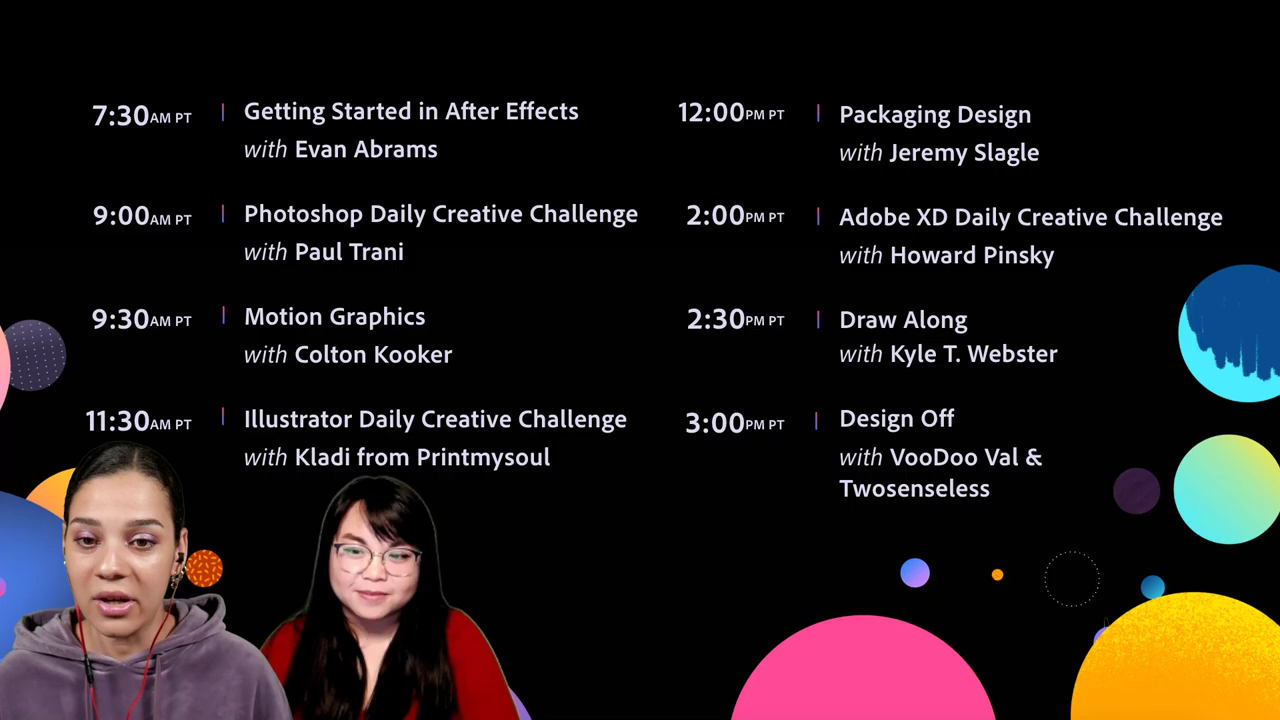 7:30AM PT
Getting Started in After Effects
with Evan Abrams
9:00AM PT
Photoshop Daily Creative Challenge
with Paul Trani
9:30AM PT
Motion Graphics
with Colton Kooker
11:30AM PT
Illustrator Daily Creative Challenge
with Kladi from Printmysoul
12:00PM PT
Packaging Design
with Jeremy Slagle
2:00PM PT
Adobe XD Daily Creative Challenge
with Howard Pinsky
2:30PM PT
Draw Along
with Kyle T. Webster
3:00PM PT
Design Off
with VooDoo Val &
Twosenseless